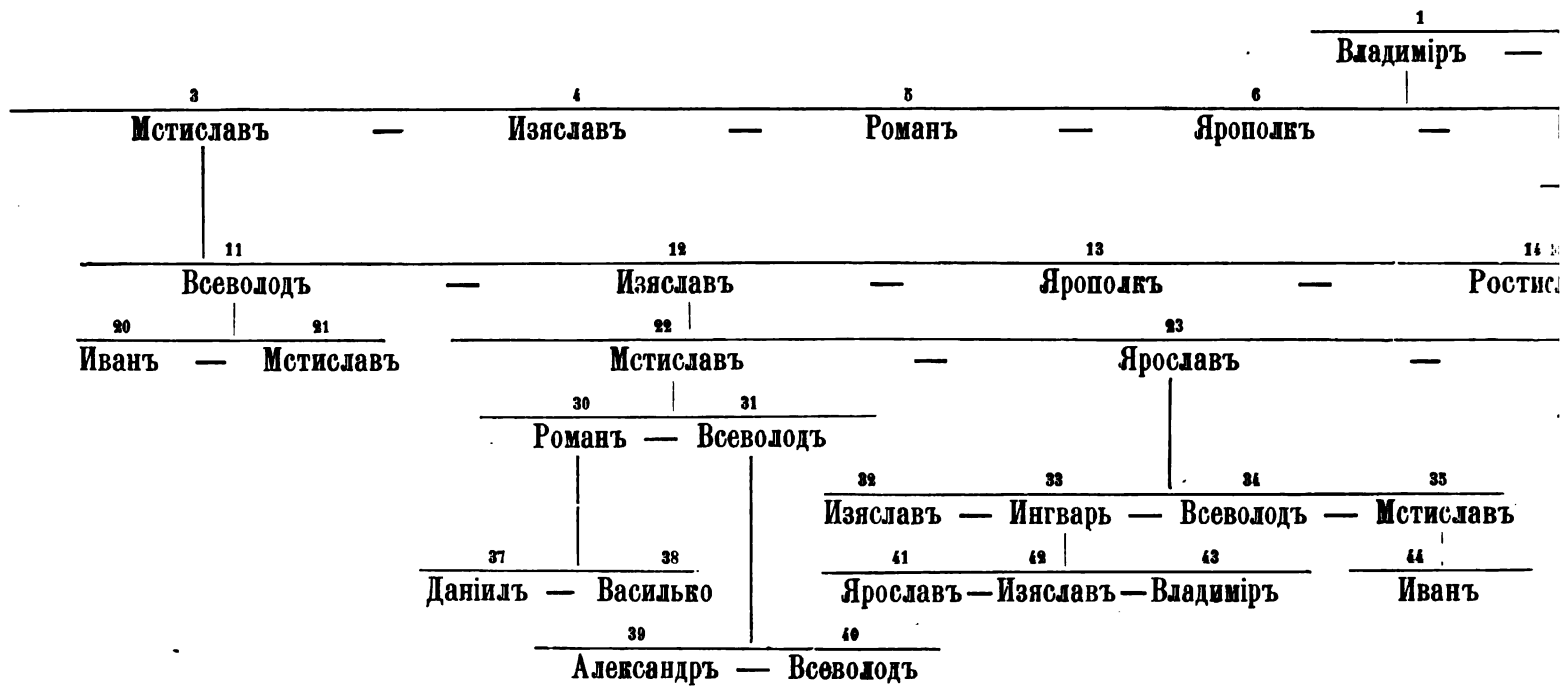 1
Владиміръ —
3 4 5 6
Мстиславъ — Изяславъ — Романъ — Ярополкъ —
11 12 13 14
Всеволодъ — Изяславъ — Ярополкъ —
20 21 22 23
Иванъ — Мстиславъ Мстиславъ — Ярославъ —
30 31
Романъ — Всеволодъ
32 33 34 35
Изяславъ — Ингварь — Всеволодъ — Мстиславъ
37 38 41 42 43 44
Даніилъ — Василько Ярославъ — Изяславъ — Владиміръ Иванъ
39 40
Александръ — Всеволодъ